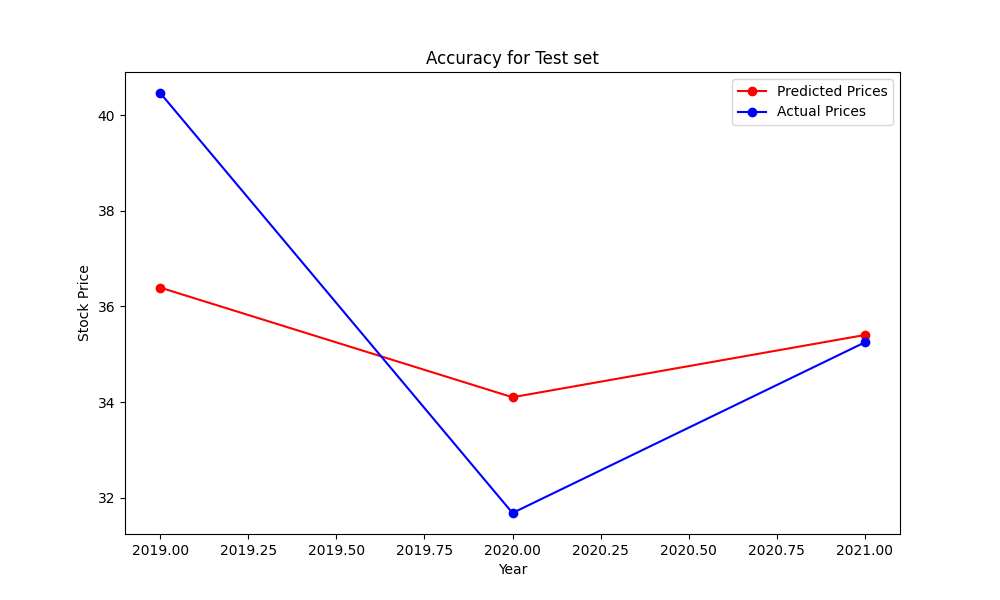 Accuracy for Test set
Predicted Prices
Actual Prices
40
38
36
34
32
Stock Price
2019.00 2019.25 2019.50 2019.75 2020.00 2020.25 2020.50 2020.75 2021.00
Year